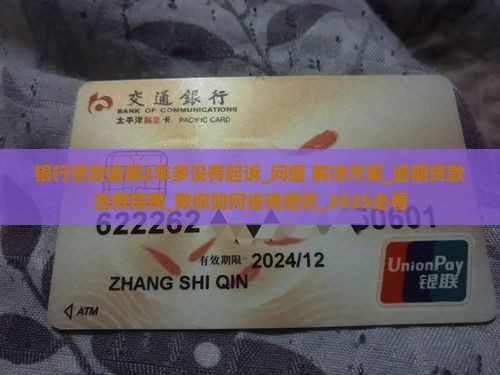 交通銀行
BANK OF COMMUNICATIONS
太平洋 卡 PACIFIC CARD
银行贷款逾期2年多没有起诉_问题 解决方案_逾期贷款
自救指南_教你如何省钱避坑_2025必看
622262 30601
有效期限 2024/12
ZHANG SHI QIN
UnionPay
银联
ATM